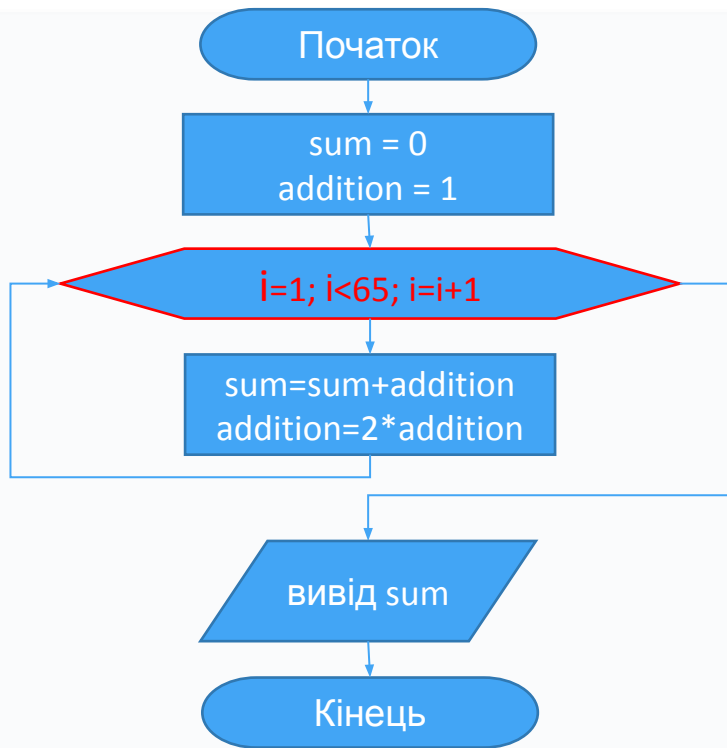 Початок
sum = 0
addition = 1
i=1; i<65; i=i+1
sum=sum+addition
addition=2*addition
вивід sum
Кінець